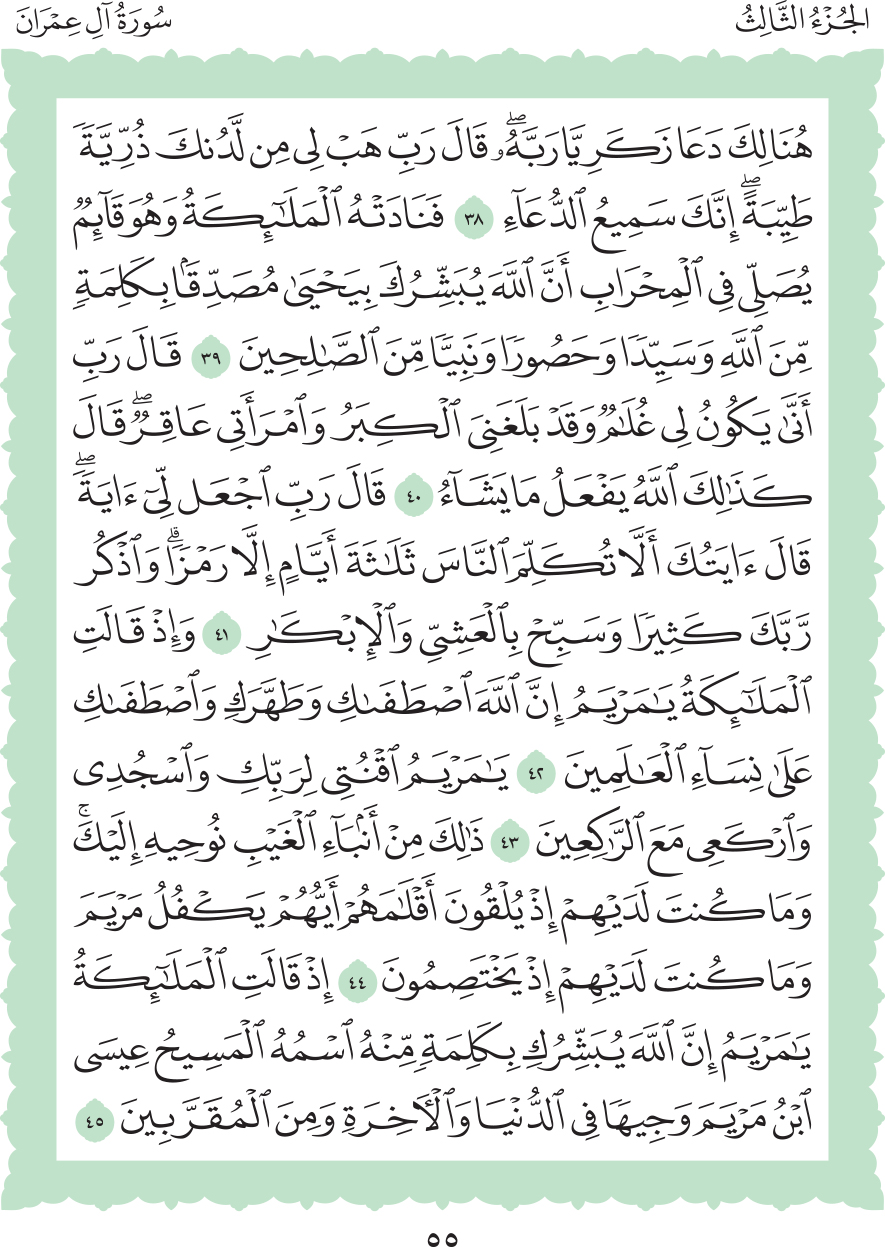 الجُزْءُ الثَّالِثُ
سُورَةُ آلِ عِمْرَانَ
هُنَالِكَ دَعَا زَكَرِيَّا رَبَّهُۥۖ قَالَ رَبِّ هَبْ لِى مِن لَّدُنكَ ذُرِّيَّةً
طَيِّبَةًۖ إِنَّكَ سَمِيعُ ٱلدُّعَآءِ ٣٨ فَنَادَتْهُ ٱلْمَلَٰٓئِكَةُ وَهُوَ قَآئِمٌ
يُصَلِّى فِى ٱلْمِحْرَابِ أَنَّ ٱللَّهَ يُبَشِّرُكَ بِيَحْيَىٰ مُصَدِّقًۢا بِكَلِمَةٍ
مِّنَ ٱللَّهِ وَسَيِّدًا وَحَصُورًا وَنَبِيًّا مِّنَ ٱلصَّٰلِحِينَ ٣٩ قَالَ رَبِّ
أَنَّىٰ يَكُونُ لِى غُلَٰمٌ وَقَدْ بَلَغَنِىَ ٱلْكِبَرُ وَٱمْرَأَتِى عَاقِرٌۖ قَالَ
كَذَٰلِكَ ٱللَّهُ يَفْعَلُ مَا يَشَآءُ ٤٠ قَالَ رَبِّ ٱجْعَل لِّىٓ ءَايَةًۖ
قَالَ ءَايَتُكَ أَلَّا تُكَلِّمَ ٱلنَّاسَ ثَلَٰثَةَ أَيَّامٍ إِلَّا رَمْزًاۗ وَٱذْكُر
رَّبَّكَ كَثِيرًا وَسَبِّحْ بِٱلْعَشِىِّ وَٱلْإِبْكَٰرِ ٤١ وَإِذْ قَالَتِ
ٱلْمَلَٰٓئِكَةُ يَٰمَرْيَمُ إِنَّ ٱللَّهَ ٱصْطَفَىٰكِ وَطَهَّرَكِ وَٱصْطَفَىٰكِ
عَلَىٰ نِسَآءِ ٱلْعَٰلَمِينَ ٤٢ يَٰمَرْيَمُ ٱقْنُتِى لِرَبِّكِ وَٱسْجُدِى
وَٱرْكَعِى مَعَ ٱلرَّٰكِعِينَ ٤٣ ذَٰلِكَ مِنْ أَنۢبَآءِ ٱلْغَيْبِ نُوحِيهِ إِلَيْكَۚ
وَمَا كُنتَ لَدَيْهِمْ إِذْ يُلْقُونَ أَقْلَٰمَهُمْ أَيُّهُمْ يَكْفُلُ مَرْيَمَ
وَمَا كُنتَ لَدَيْهِمْ إِذْ يَخْتَصِمُونَ ٤٤ إِذْ قَالَتِ ٱلْمَلَٰٓئِكَةُ
يَٰمَرْيَمُ إِنَّ ٱللَّهَ يُبَشِّرُكِ بِكَلِمَةٍ مِّنْهُ ٱسْمُهُ ٱلْمَسِيحُ عِيسَى
ٱبْنُ مَرْيَمَ وَجِيهًا فِى ٱلدُّنْيَا وَٱلْءَاخِرَةِ وَمِنَ ٱلْمُقَرَّبِينَ ٤٥
٥٥